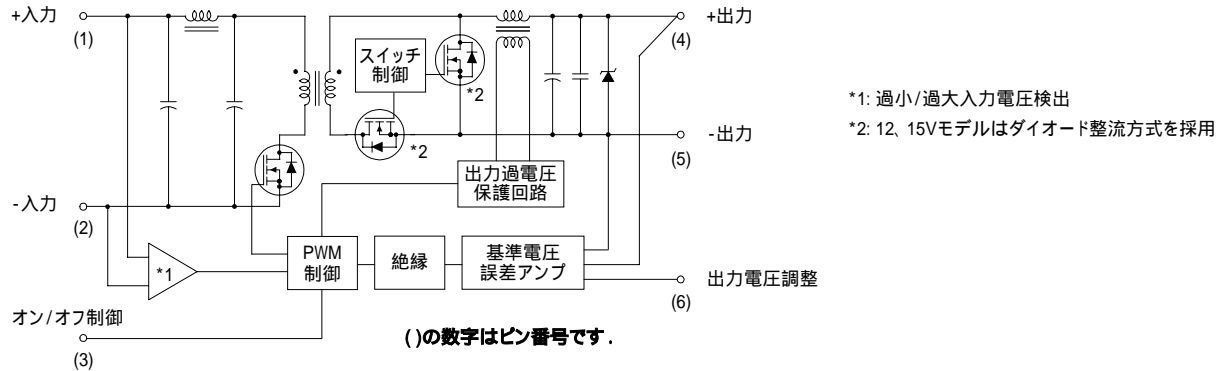 +入力
(1)
+出力
(4)
スイッチ
制御
*2
*2
*1: 過小/過大入力電圧検出
*2: 12、15Vモデルはダイオード整流方式を採用
-出力
(5)
出力過電圧
保護回路
-入力
(2)
*1
PWM
制御
絶縁
基準電圧
誤差アンプ
出力電圧調整
(6)
オン/オフ制御
(3)
( )の数字はピン番号です.